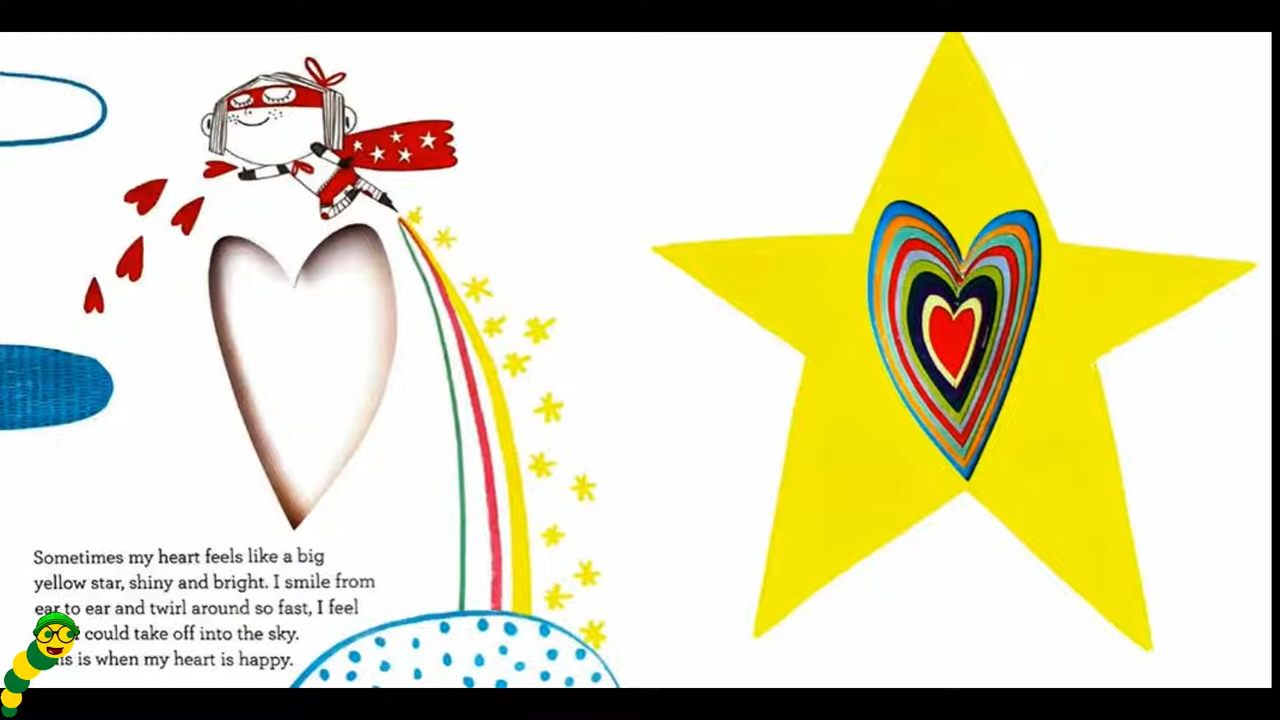 Sometimes my heart feels like a big
yellow star, shiny and bright. I smile from
ear to ear and twirl around so fast, I feel
could take off into the sky.
is is when my heart is happy.